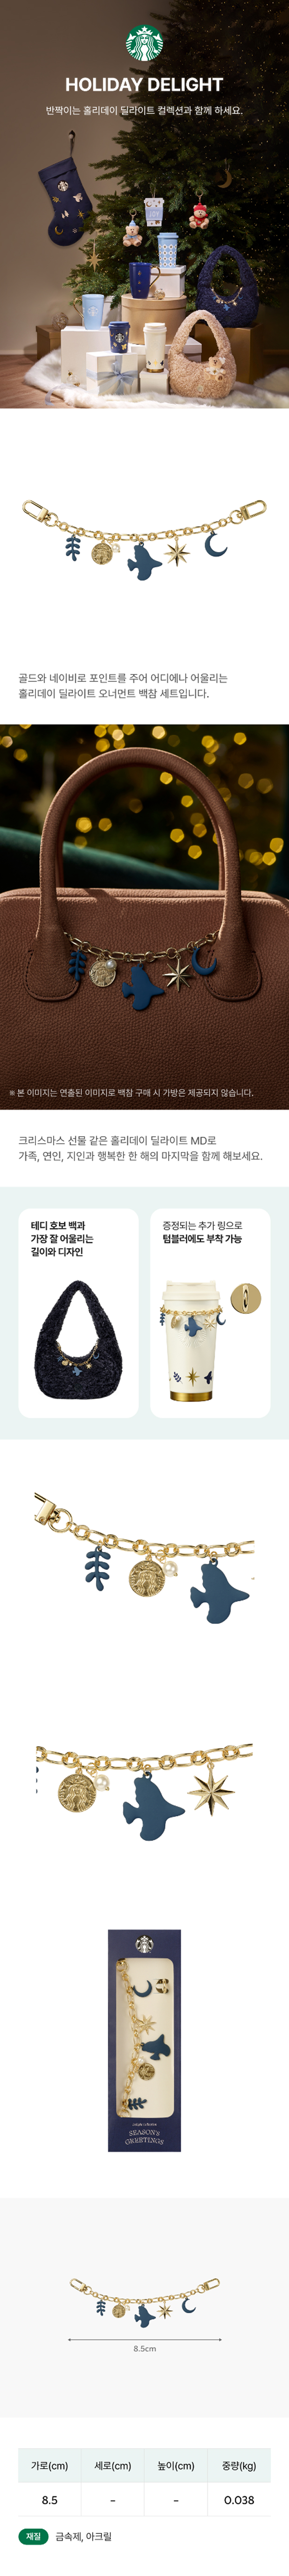 HOLIDAY DELIGHT
반짝이는 홀리데이 딜라이트 컬렉션과 함께 하세요.
골드와 네이비로 포인트를 주어 어디에나 어울리는
홀리데이 딜라이트 오너먼트 백참 세트입니다.
※ 본 이미지는 연출된 이미지로 백참 구매 시 가방은 제공되지 않습니다.
크리스마스 선물 같은 홀리데이 딜라이트 MD로
가족, 연인, 지인과 행복한 한 해의 마지막을 함께 해보세요.
테디 호보 백과
가장 잘 어울리는
길이와 디자인
증정되는 추가 링으로
텀블러에도 부착 가능
SEASON'S
GREETINGS
8.5cm
가로(cm) 세로(cm) 높이(cm) 중량(kg)
8.5 - - 0.038
재질 금속제, 아크릴